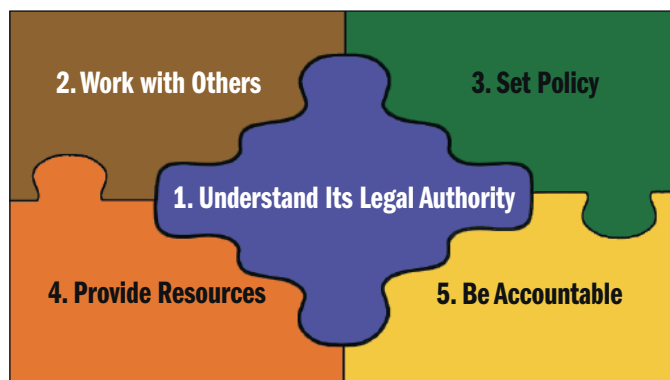 2. Work with Others
3. Set Policy
1. Understand Its Legal Authority
4. Provide Resources
5. Be Accountable